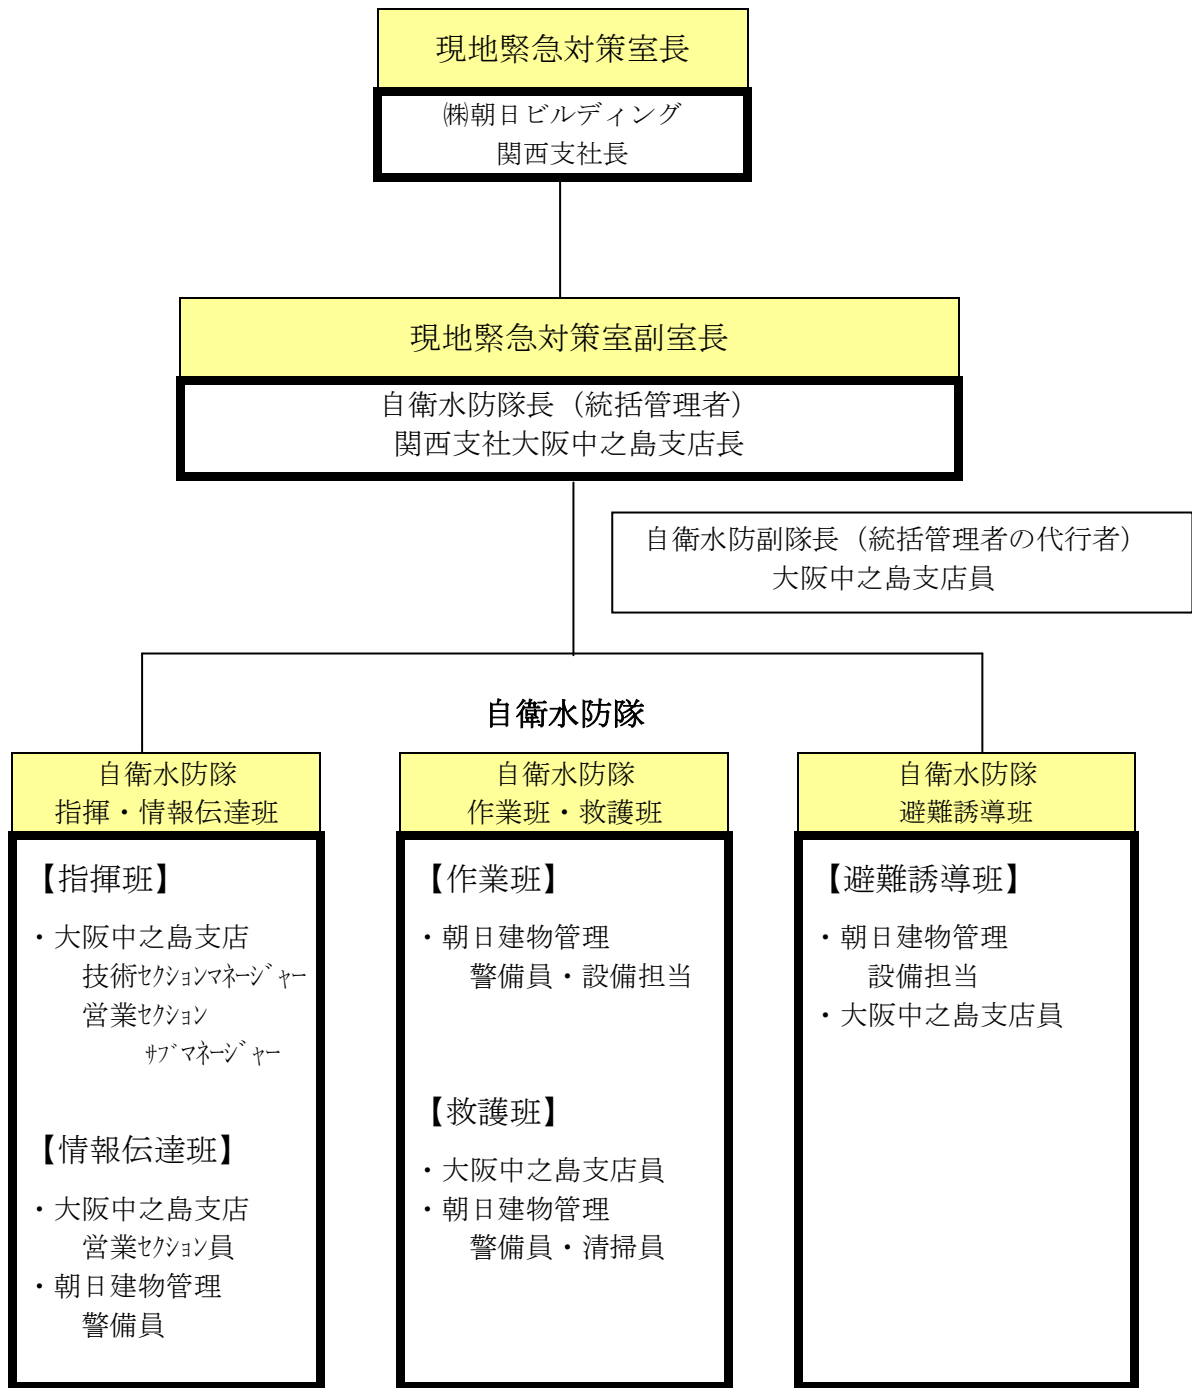 現地緊急対策室長
㈱朝日ビルディング
関西支社長
現地緊急対策室副室長
自衛水防隊長（統括管理者）
関西支社大阪中之島支店長
自衛水防副隊長（統括管理者の代行者）
大阪中之島支店員
自衛水防隊
自衛水防隊
指揮・情報伝達班
【指揮班】
・大阪中之島支店
技術ｾｸｼｮﾝﾏﾈｰｼﾞｬｰ
営業ｾｸｼｮﾝ
ｻﾌﾞﾏﾈｰｼﾞｬｰ
【情報伝達班】
・大阪中之島支店
営業ｾｸｼｮﾝ員
・朝日建物管理
警備員
自衛水防隊
作業班・救護班
【作業班】
・朝日建物管理
警備員・設備担当
【救護班】
・大阪中之島支店員
・朝日建物管理
警備員・清掃員
自衛水防隊
避難誘導班
【避難誘導班】
・朝日建物管理
設備担当
・大阪中之島支店員